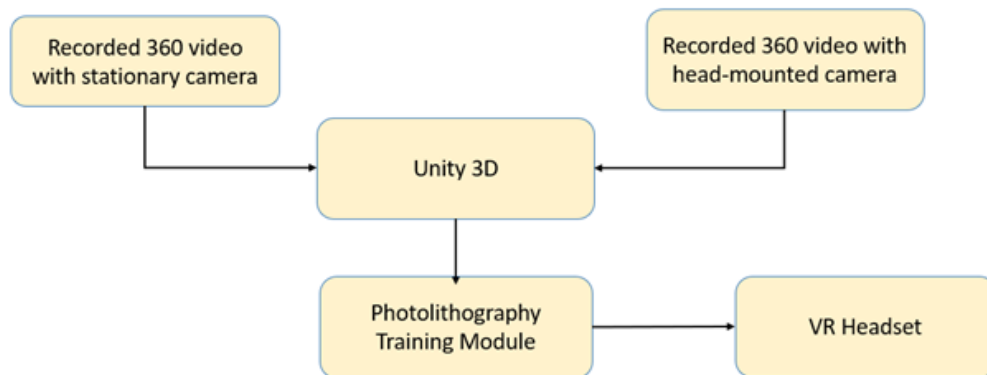 Recorded 360 video
with stationary camera
Recorded 360 video with
head-mounted camera
Unity 3D
Photolithography
Training Module
VR Headset